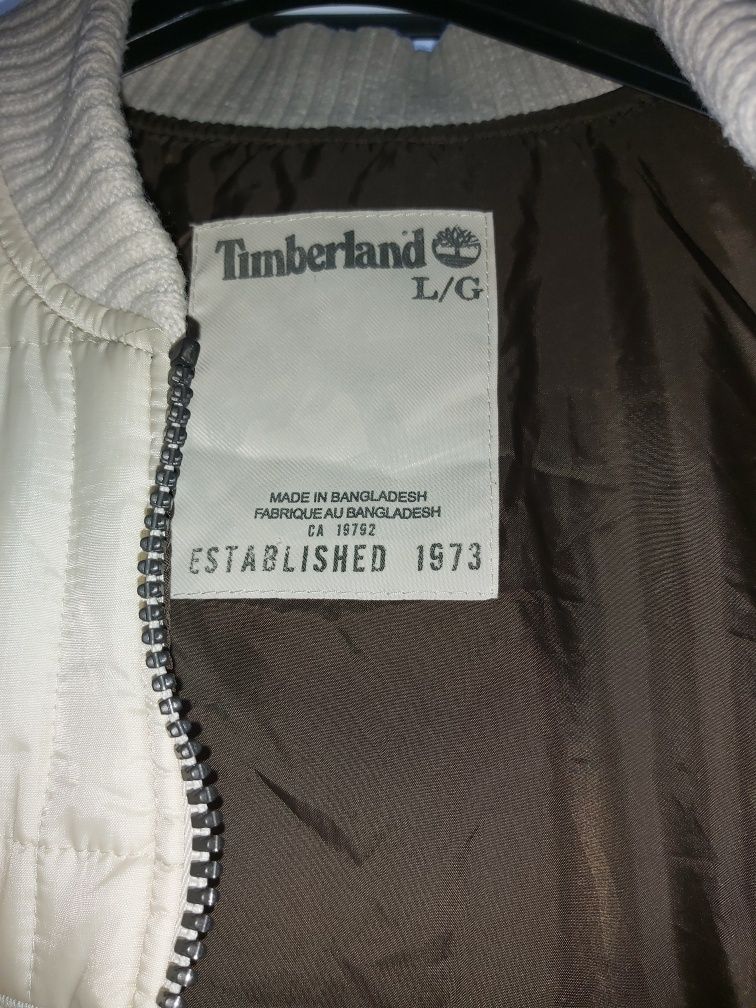 Timberland
L/G
MADE IN BANGLADESH
FABRIQUE AU BANGLADESH
CA 19792
ESTABLISHED 1973